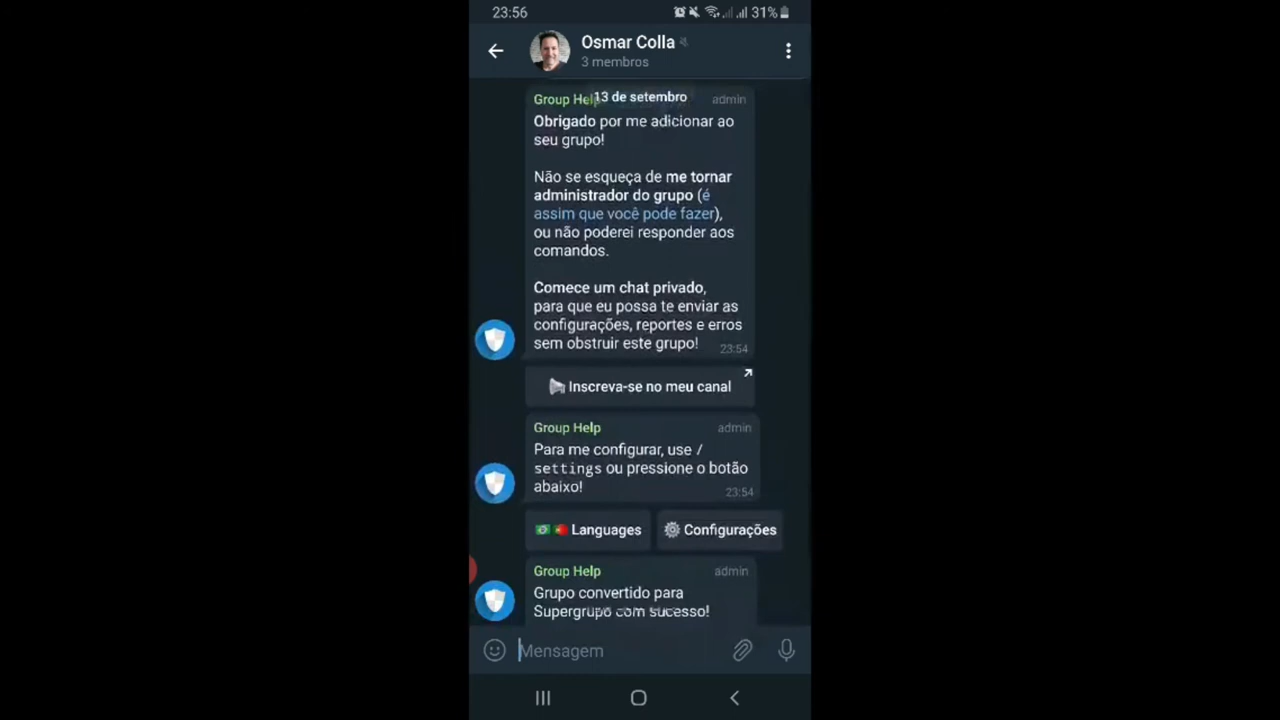 23:56
31%
Osmar Colla
3 membros
13 de setembro
Group Help
admin
Obrigado por me adicionar ao
seu grupo!
Não se esqueça de me tornar
administrador do grupo (é
assim que você pode fazer),
ou não poderei responder aos
comandos.
Comece um chat privado,
para que eu possa te enviar as
configurações, reportes e erros
sem obstruir este grupo!
23:54
Inscreva-se no meu canal
Group Help
admin
Para me configurar, use /
settings ou pressione o botão
abaixo!
23:54
Languages
Configurações
Group Help
admin
Grupo convertido para
Supergrupo com sucesso!
Mensagem